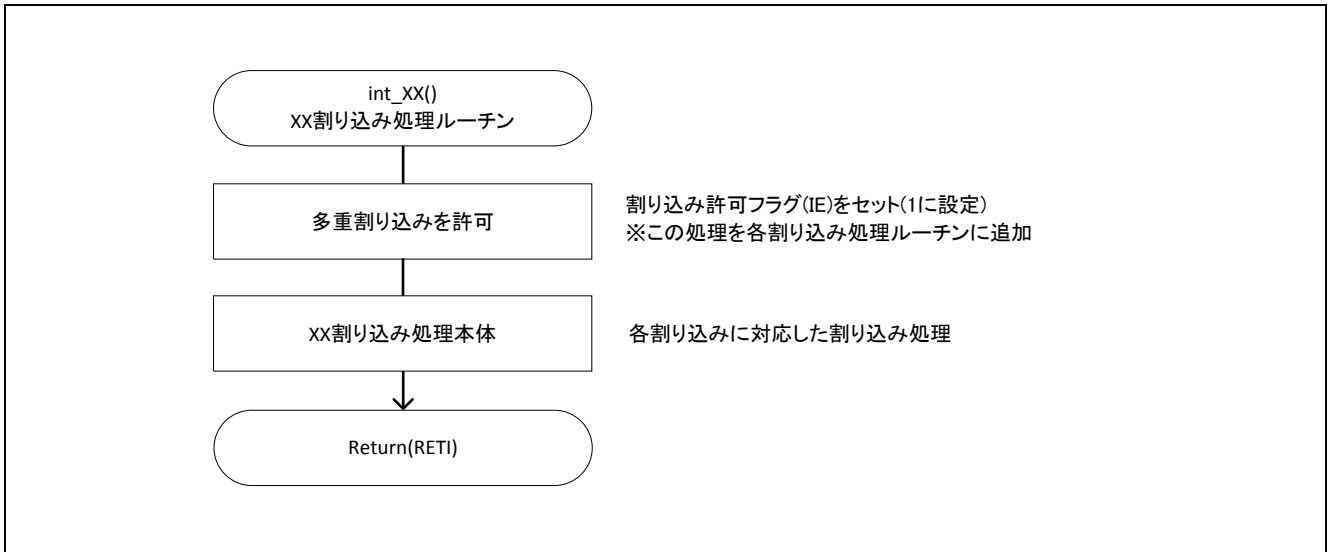 int_XX()
XX割り込み処理ルーチン
多重割り込みを許可
割り込み許可フラグ(IE)をセット(1に設定)
※この処理を各割り込み処理ルーチンに追加
XX割り込み処理本体
各割り込みに対応した割り込み処理
Return(RETI)